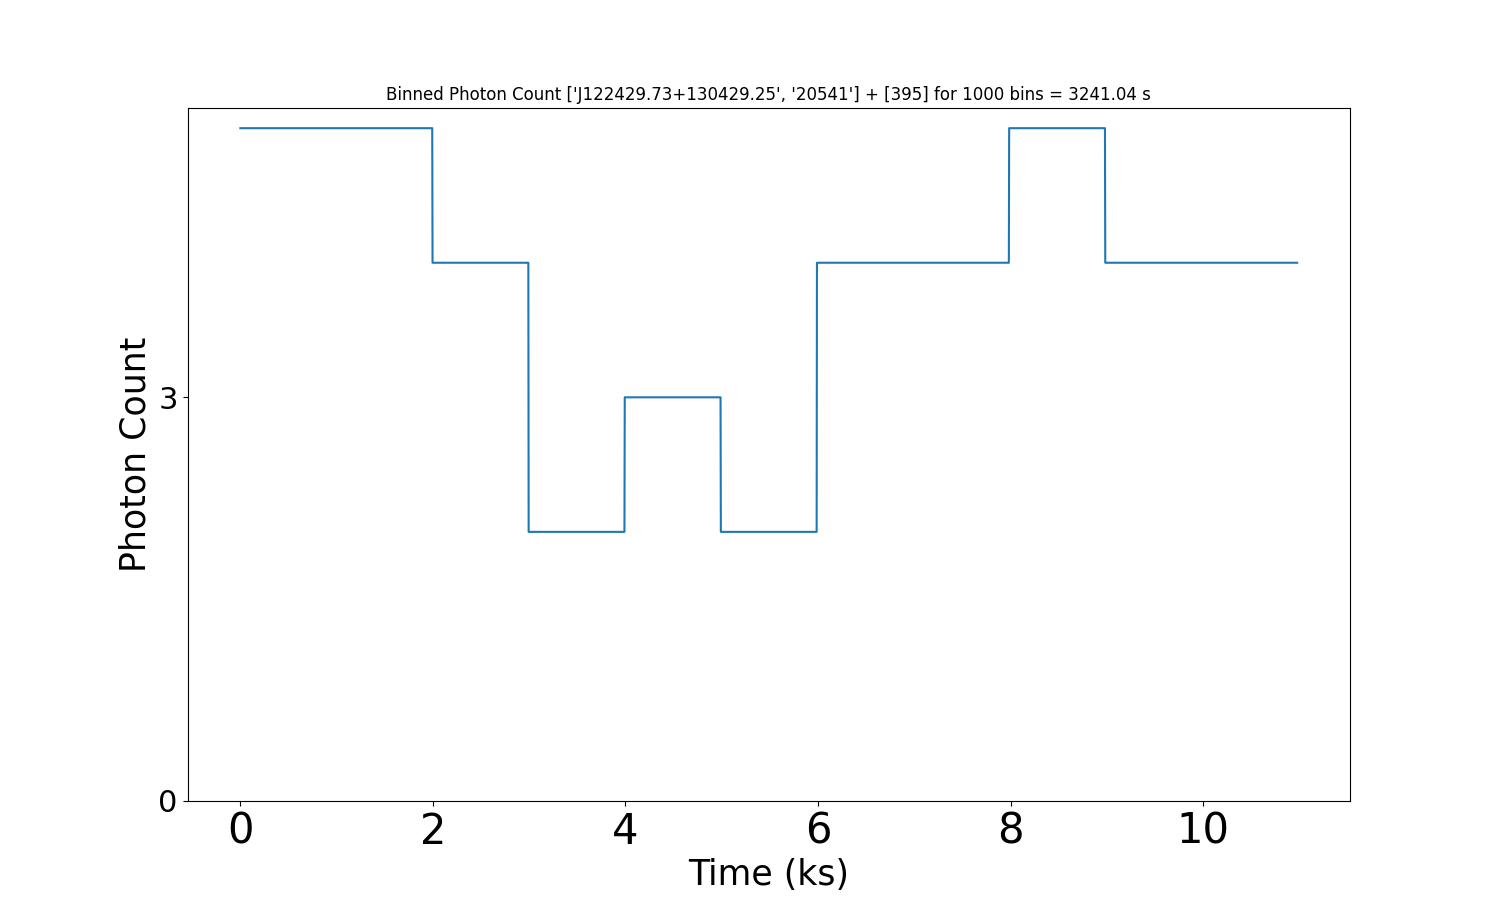 Binned Photon Count ['J122429.73+130429.25', '20541'] + [395] for 1000 bins = 3241.04 s
Photon Count
3
0
0 2 4 6 8 10
Time (ks)